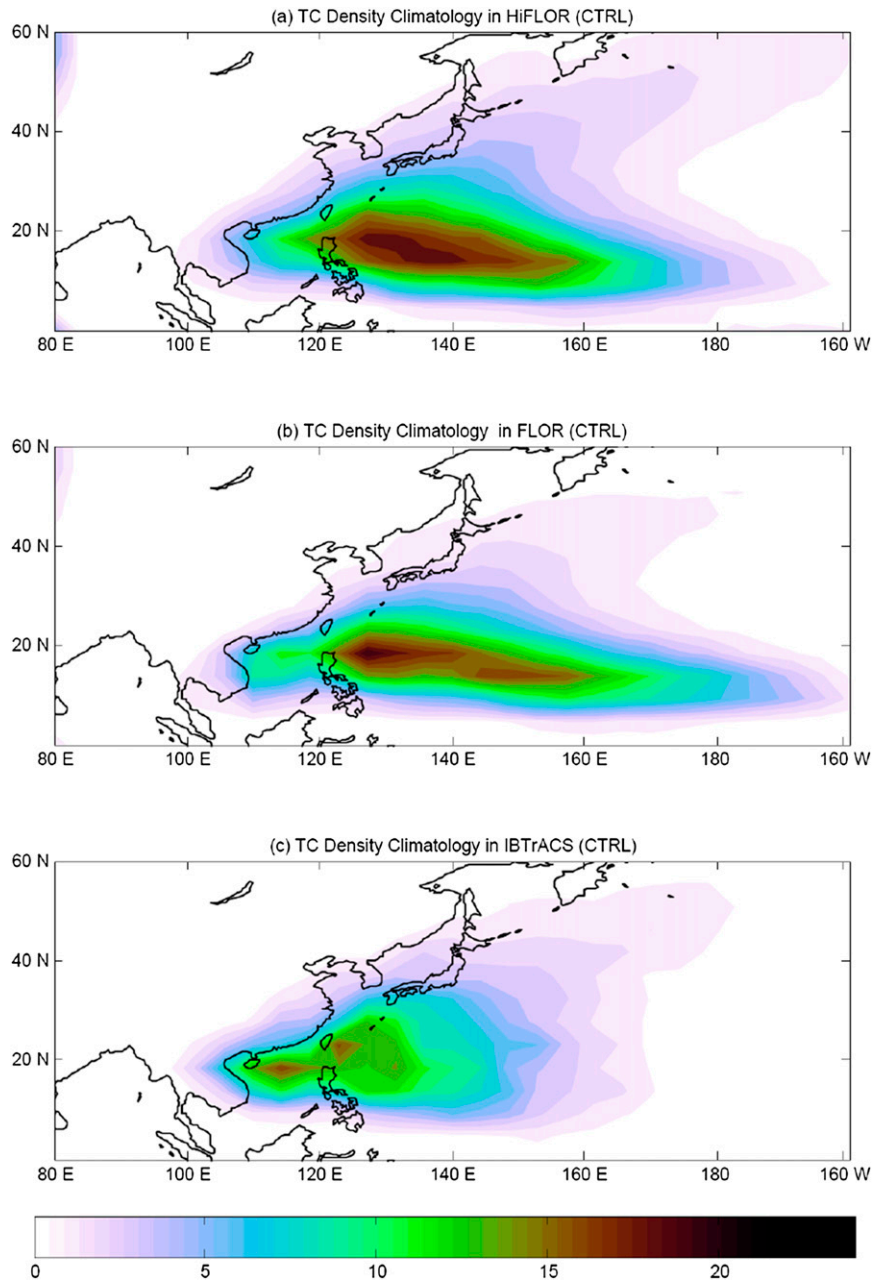 (a) TC Density Climatology in HiFLOR (CTRL)
60 N
40 N
20 N
80 E 100 E 120 E 140 E 160 E 180 160 W
(b) TC Density Climatology in FLOR (CTRL)
60 N
40 N
20 N
80 E 100 E 120 E 140 E 160 E 180 160 W
(c) TC Density Climatology in IBTrACS (CTRL)
60 N
40 N
20 N
80 E 100 E 120 E 140 E 160 E 180 160 W
0 5 10 15 20